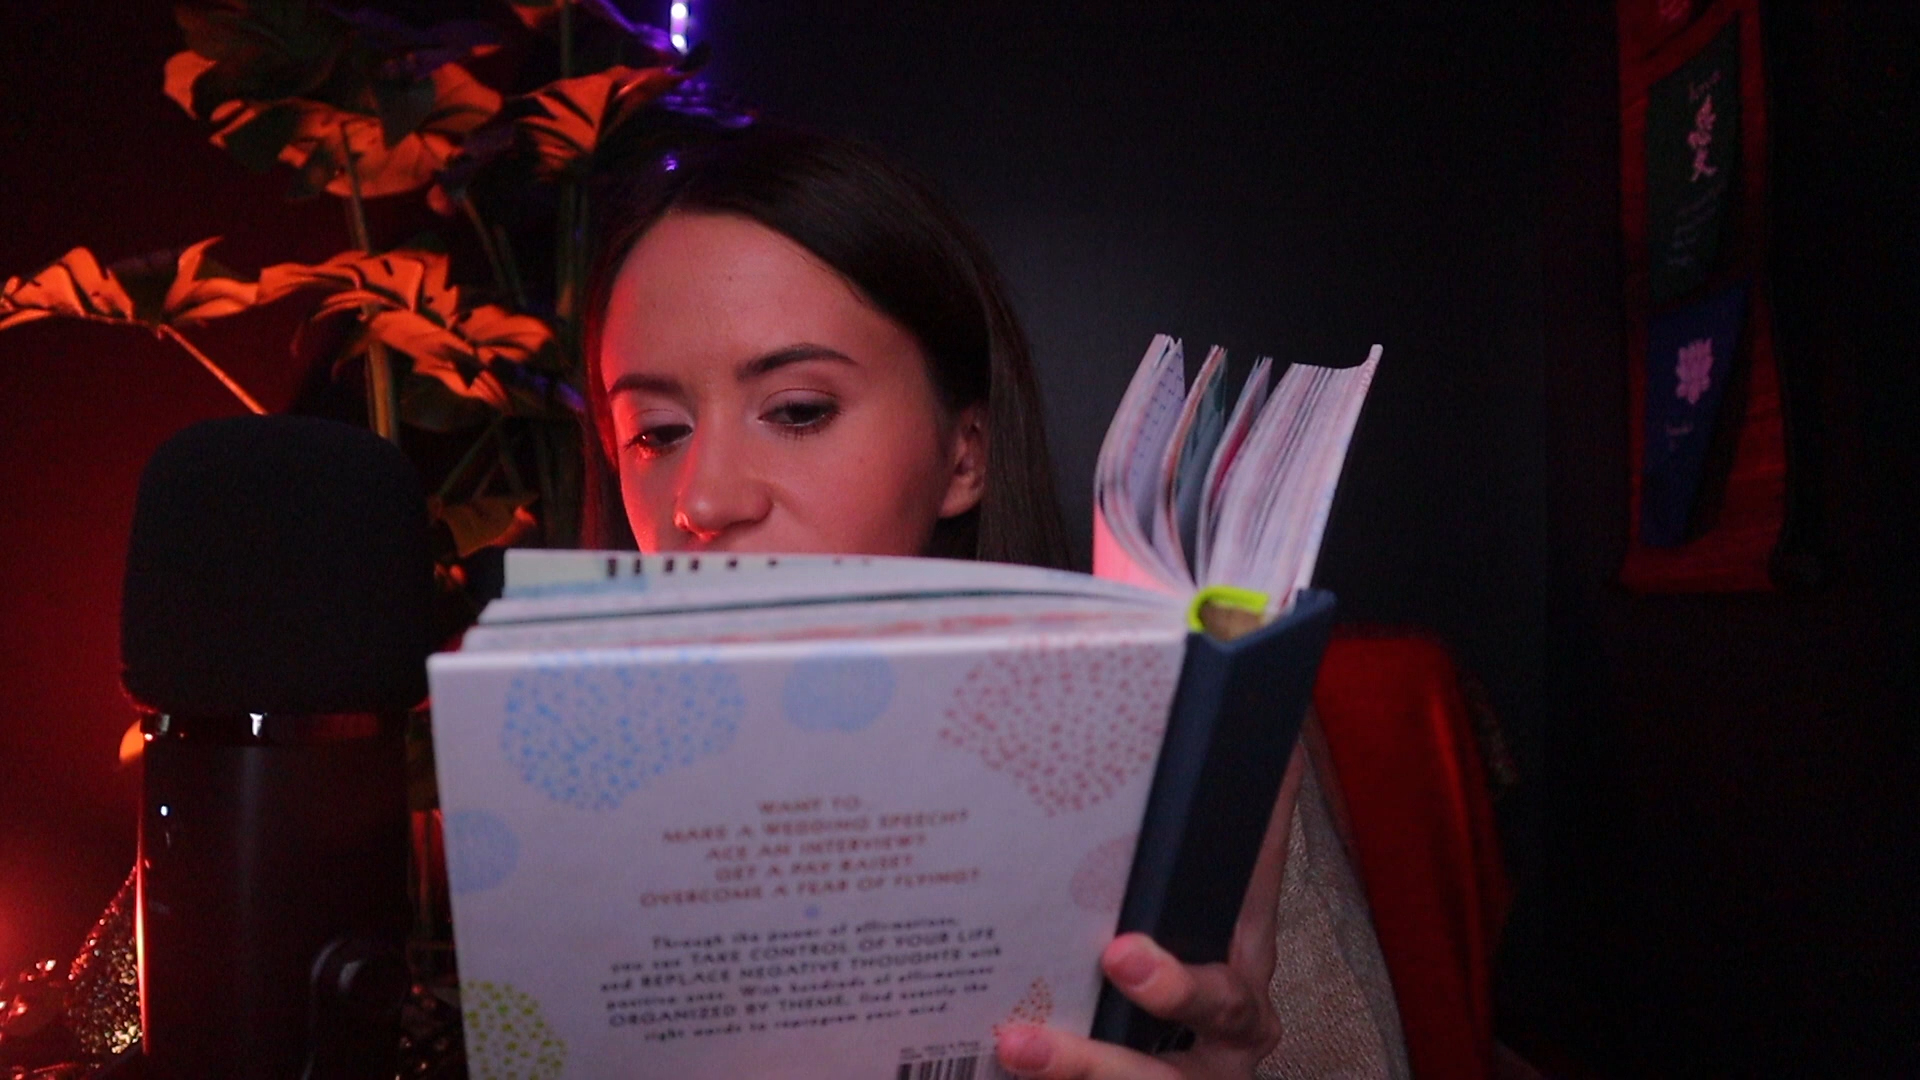 WANT TO
MAKE A WEDDING SPEECH?
ACE AN INTERVIEW?
GET A PAY RAISE?
OVERCOME A FEAR OF FLYING?
Through the power of affirmations,
you can TAKE CONTROL OF YOUR LIFE
and REPLACE NEGATIVE THOUGHTS with
positive ones. With hundreds of affirmations
ORGANIZED BY THEME, find exactly the
right words to reprogram your mind.